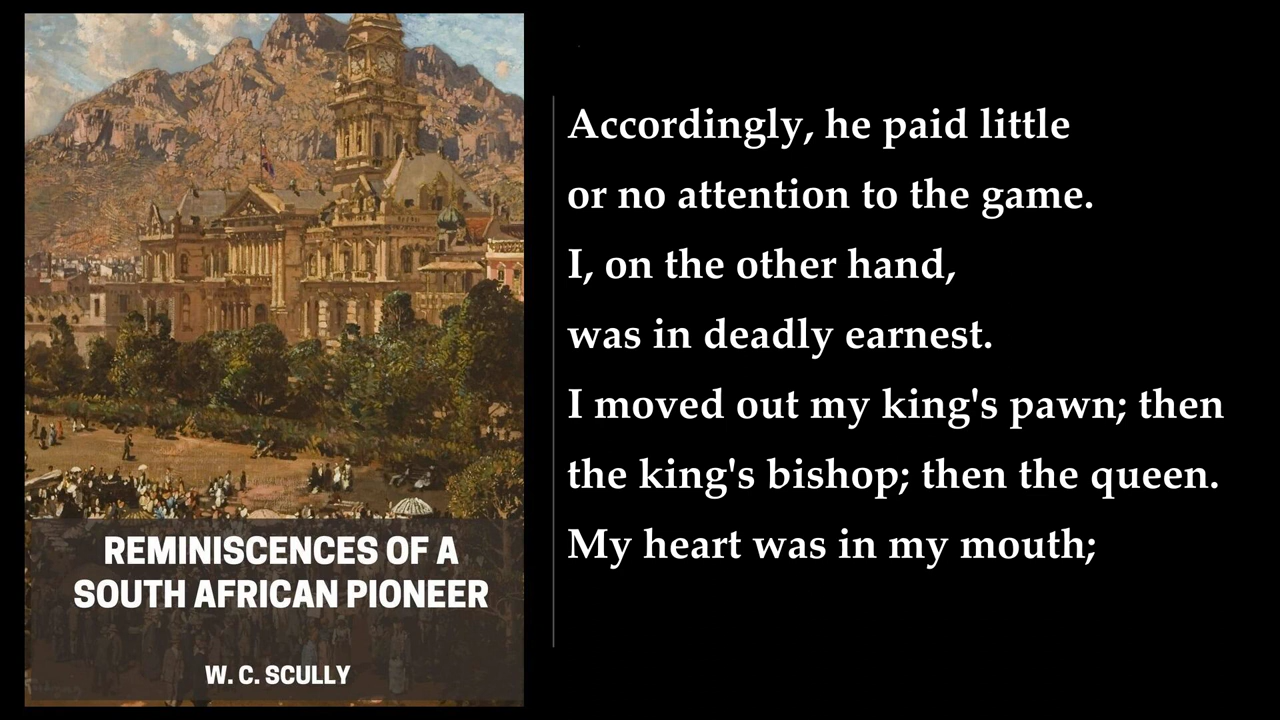 Accordingly, he paid little
or no attention to the game.
I, on the other hand,
was in deadly earnest.
I moved out my king's pawn; then
the king's bishop; then the queen.
My heart was in my mouth;
REMINISCENCES OF A
SOUTH AFRICAN PIONEER
W. C. SCULLY